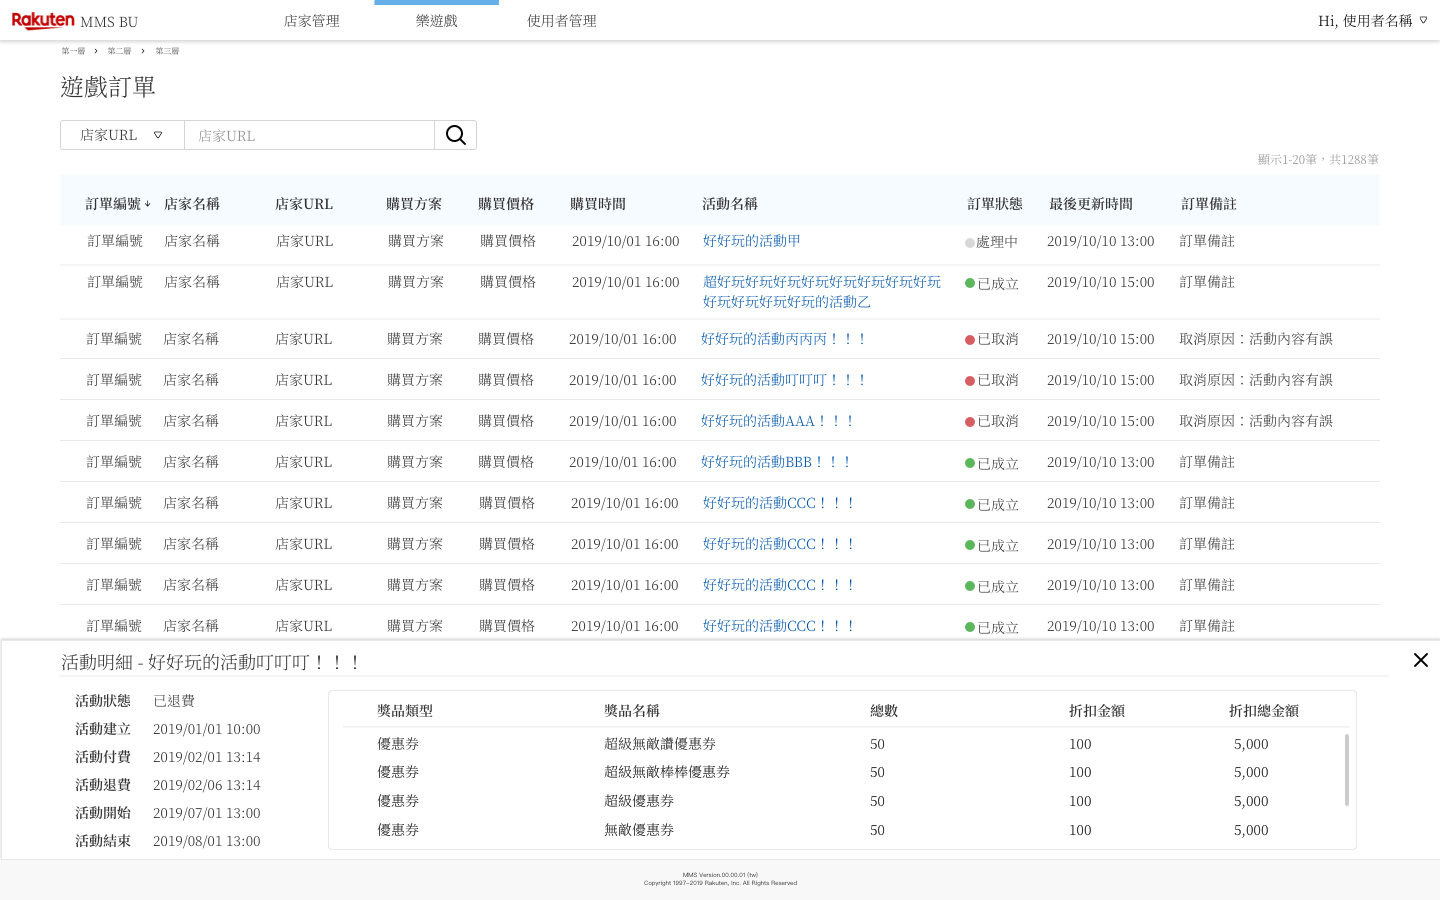 Rakuten MMS BU 店家管理 樂遊戲 使用者管理 Hi, 使用者名稱
第一層 › 第二層 › 第三層
遊戲訂單
店家URL 店家URL
顯示1-20筆，共1288筆
訂單編號↓ 店家名稱 店家URL 購買方案 購買價格 購買時間 活動名稱 訂單狀態 最後更新時間 訂單備註
訂單編號 店家名稱 店家URL 購買方案 購買價格 2019/10/01 16:00 好好玩的活動甲 處理中 2019/10/10 13:00 訂單備註
訂單編號 店家名稱 店家URL 購買方案 購買價格 2019/10/01 16:00 超好玩好玩好玩好玩好玩好玩好玩好玩 已成立 2019/10/10 15:00 訂單備註
好玩好玩好玩好玩的活動乙
訂單編號 店家名稱 店家URL 購買方案 購買價格 2019/10/01 16:00 好好玩的活動丙丙丙！！！ 已取消 2019/10/10 15:00 取消原因：活動內容有誤
訂單編號 店家名稱 店家URL 購買方案 購買價格 2019/10/01 16:00 好好玩的活動叮叮叮！！！ 已取消 2019/10/10 15:00 取消原因：活動內容有誤
訂單編號 店家名稱 店家URL 購買方案 購買價格 2019/10/01 16:00 好好玩的活動AAA！！！ 已取消 2019/10/10 15:00 取消原因：活動內容有誤
訂單編號 店家名稱 店家URL 購買方案 購買價格 2019/10/01 16:00 好好玩的活動BBB！！！ 已成立 2019/10/10 13:00 訂單備註
訂單編號 店家名稱 店家URL 購買方案 購買價格 2019/10/01 16:00 好好玩的活動CCC！！！ 已成立 2019/10/10 13:00 訂單備註
訂單編號 店家名稱 店家URL 購買方案 購買價格 2019/10/01 16:00 好好玩的活動CCC！！！ 已成立 2019/10/10 13:00 訂單備註
訂單編號 店家名稱 店家URL 購買方案 購買價格 2019/10/01 16:00 好好玩的活動CCC！！！ 已成立 2019/10/10 13:00 訂單備註
訂單編號 店家名稱 店家URL 購買方案 購買價格 2019/10/01 16:00 好好玩的活動CCC！！！ 已成立 2019/10/10 13:00 訂單備註
活動明細 - 好好玩的活動叮叮叮！！！
活動狀態 已退費
活動建立 2019/01/01 10:00
活動付費 2019/02/01 13:14
活動退費 2019/02/06 13:14
活動開始 2019/07/01 13:00
活動結束 2019/08/01 13:00
獎品類型 獎品名稱 總數 折扣金額 折扣總金額
優惠券 超級無敵讚優惠券 50 100 5,000
優惠券 超級無敵棒棒優惠券 50 100 5,000
優惠券 超級優惠券 50 100 5,000
優惠券 無敵優惠券 50 100 5,000
MMS Version.00.00.01 (tw)
Copyright 1997-2019 Rakuten, Inc. All Rights Reserved